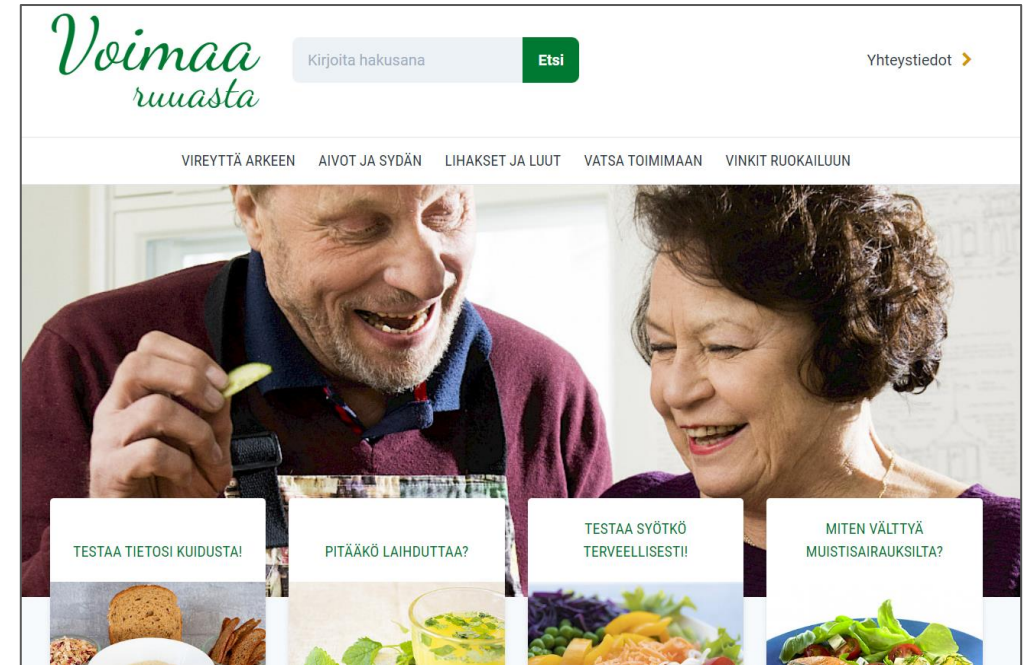 Voimaa
ruuasta
Kirjoita hakusana
Etsi
Yhteystiedot
VIREYTTÄ ARKEEN AIVOT JA SYDÄN LIHAKSET JA LUUT VATSA TOIMIMAAN VINKIT RUOKAILUUN
TESTAA TIETOSI KUIDUSTA!
PITÄÄKÖ LAIHDUTTAA?
TESTAA SYÖTKÖ
TERVEELLISESTI!
MITEN VÄLTTYÄ
MUISTISAIRAUKSILTA?